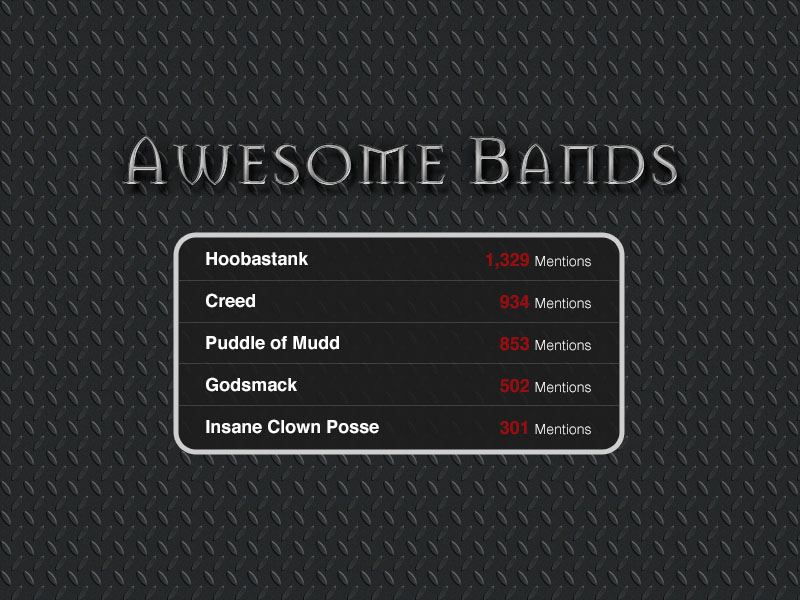 Awesome Bands
Hoobastank 1,329 Mentions
Creed 934 Mentions
Puddle of Mudd 853 Mentions
Godsmack 502 Mentions
Insane Clown Posse 301 Mentions